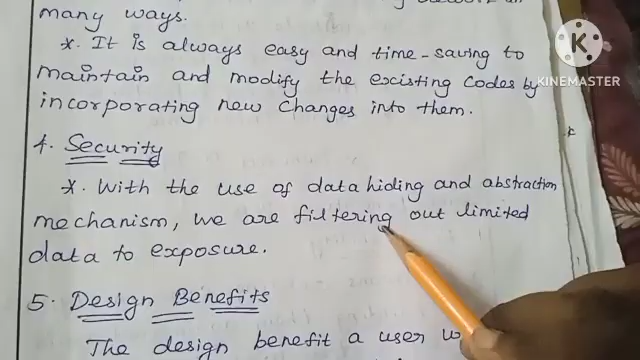 many ways.
*. It is always easy and time-saving to
maintain and modify the existing codes by
incorporating new changes into them.
4. Security
*. With the use of data hiding and abstraction
mechanism, we are filtering out limited
data to exposure.
5. Design Benefits
The design benefit a user
KINEMASTER